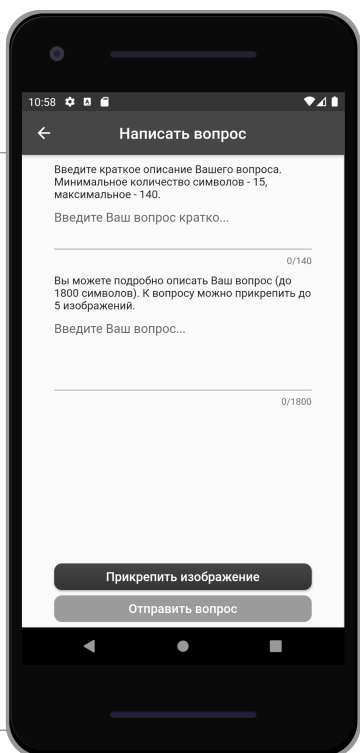 10:58
Написать вопрос
Введите краткое описание Вашего вопроса.
Минимальное количество символов - 15,
максимальное - 140.
Введите Ваш вопрос кратко...
0/140
Вы можете подробно описать Ваш вопрос (до
1800 символов). К вопросу можно прикрепить до
5 изображений.
Введите Ваш вопрос...
0/1800
Прикрепить изображение
Отправить вопрос